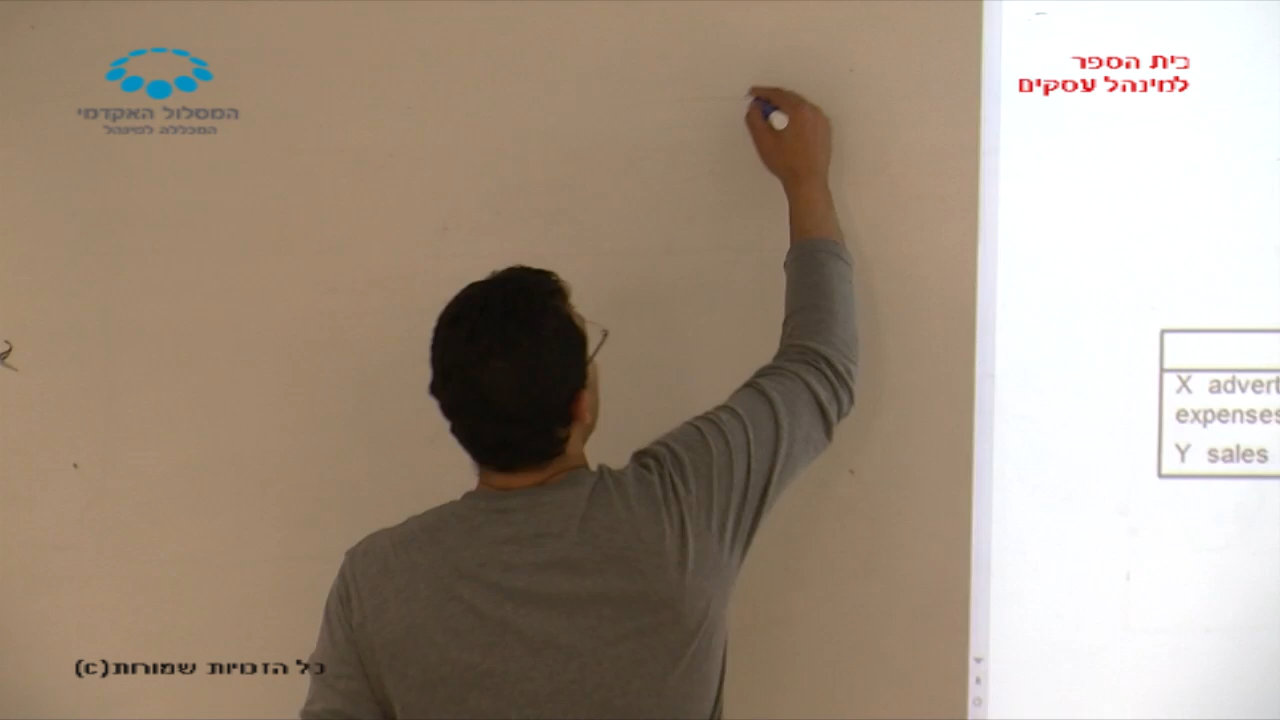 המסלול האקדמי
המכללה למינהל
בית הספר
למינהל עסקים
X advert
expenses
Y sales
כל הזכויות שמורות(c)